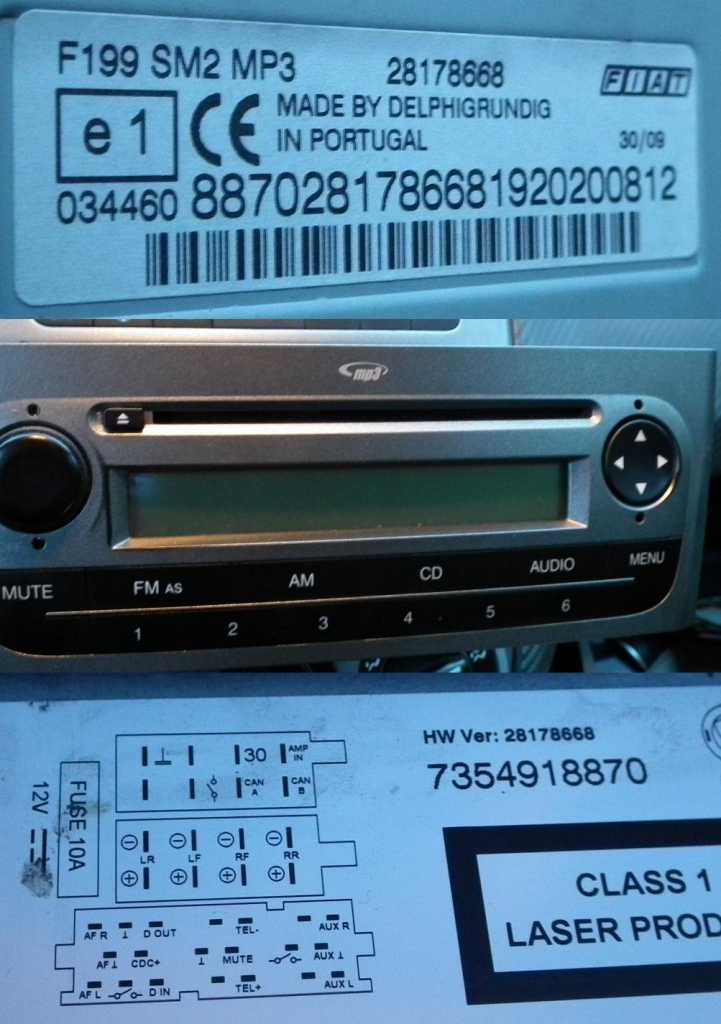 F199 SM2 MP3 28178668 FIAT
e1 CE MADE BY DELPHIGRUNDIG
IN PORTUGAL 30/09
034460 88702817866819202​00812
mp3
MUTE FM AS AM CD AUDIO MENU
1 2 3 4 5 6
HW Ver: 28178668
7354918870
12V
FUSE 10A
30 AMP IN
CAN A CAN B
LR LF RF RR
AF R D OUT TEL- AUX R
AF CDC+ MUTE AUX
AF L D IN TEL+ AUX L
CLASS 1
LASER PROD